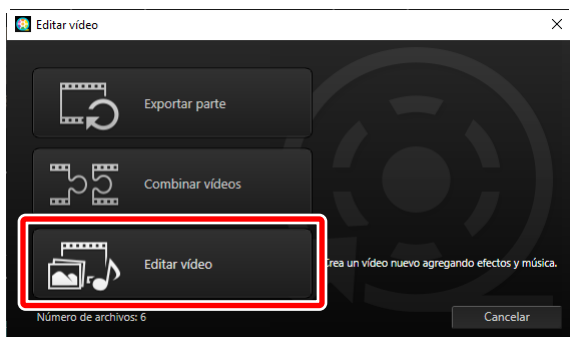 Editar vídeo
Exportar parte
Combinar vídeos
Editar vídeo
Crea un vídeo nuevo agregando efectos y música.
Número de archivos: 6
Cancelar